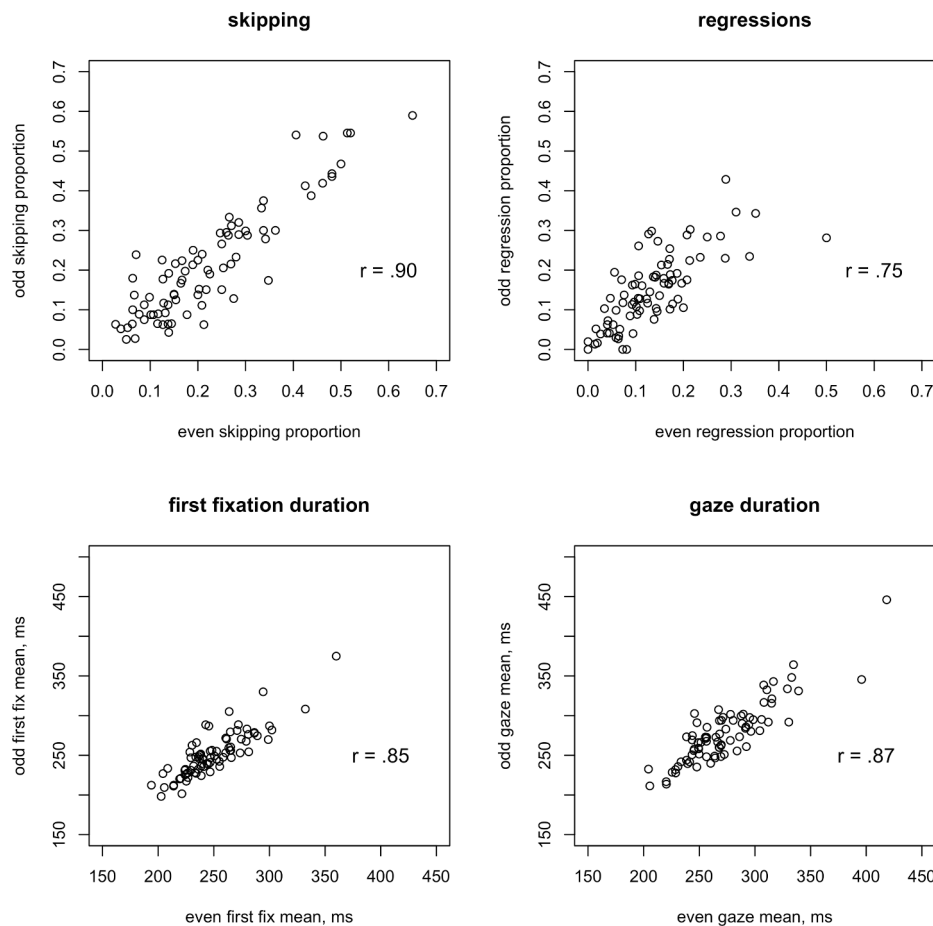 skipping
odd skipping proportion
0.0 0.1 0.2 0.3 0.4 0.5 0.6 0.7
r = .90
0.0 0.1 0.2 0.3 0.4 0.5 0.6 0.7
even skipping proportion
regressions
odd regression proportion
0.0 0.1 0.2 0.3 0.4 0.5 0.6 0.7
r = .75
0.0 0.1 0.2 0.3 0.4 0.5 0.6 0.7
even regression proportion
first fixation duration
odd first fix mean, ms
150 250 350 450
r = .85
150 200 250 300 350 400 450
even first fix mean, ms
gaze duration
odd gaze mean, ms
150 250 350 450
r = .87
150 200 250 300 350 400 450
even gaze mean, ms